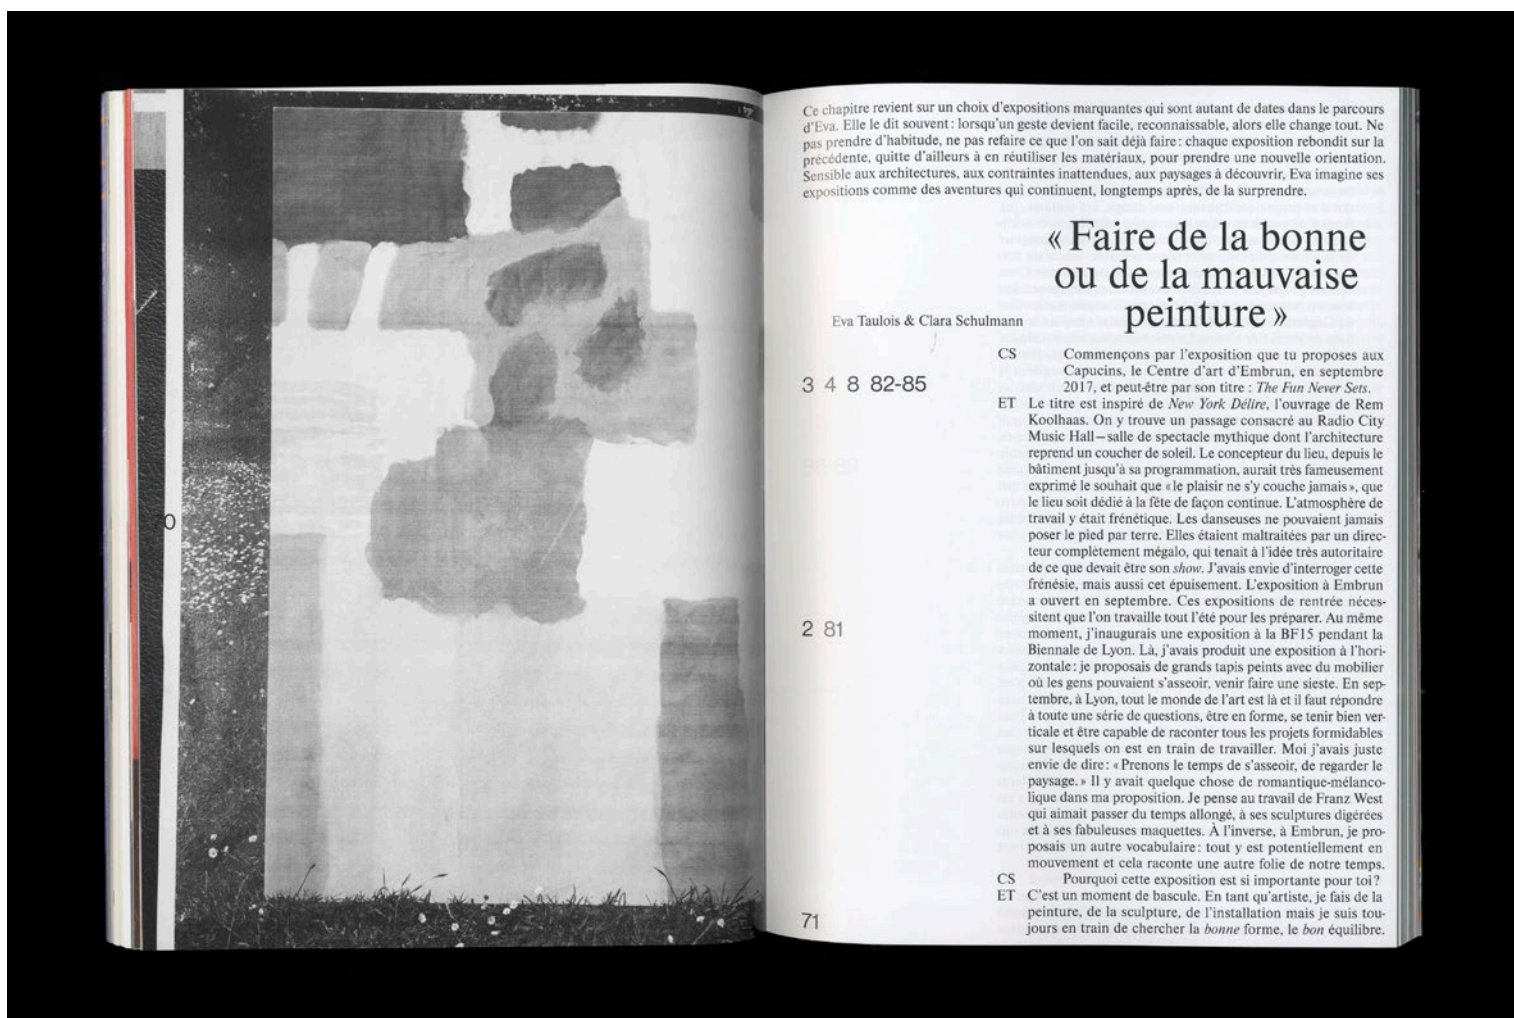 Ce chapitre revient sur un choix d'expositions marquantes qui sont autant de dates dans le parcours
d'Eva. Elle le dit souvent : lorsqu'un geste devient facile, reconnaissable, alors elle change tout. Ne
pas prendre d'habitude, ne pas refaire ce que l'on sait déjà faire : chaque exposition rebondit sur la
précédente, quitte d'ailleurs à en réutiliser les matériaux, pour prendre une nouvelle orientation.
Sensible aux architectures, aux contraintes inattendues, aux paysages à découvrir, Eva imagine ses
expositions comme des aventures qui continuent, longtemps après, de la surprendre.
« Faire de la bonne
ou de la mauvaise
peinture »
Eva Taulois & Clara Schulmann
CS Commençons par l'exposition que tu proposes aux
Capucins, le Centre d'art d'Embrun, en septembre
3 4 8 82-85
2017, et peut-être par son titre : The Fun Never Sets.
ET Le titre est inspiré de New York Délire, l'ouvrage de Rem
Koolhaas. On y trouve un passage consacré au Radio City
Music Hall – salle de spectacle mythique dont l'architecture
reprend un coucher de soleil. Le concepteur du lieu, depuis le
bâtiment jusqu'à sa programmation, aurait très fameusement
exprimé le souhait que « le plaisir ne s'y couche jamais », que
le lieu soit dédié à la fête de façon continue. L'atmosphère de
travail y était frénétique. Les danseuses ne pouvaient jamais
poser le pied par terre. Elles étaient maltraitées par un direc-
teur complètement mégalo, qui tenait à l'idée très autoritaire
de ce que devait être son show. J'avais envie d'interroger cette
frénésie, mais aussi cet épuisement. L'exposition à Embrun
a ouvert en septembre. Ces expositions de rentrée néces-
sitent que l'on travaille tout l'été pour les préparer. Au même
2 81
moment, j'inaugurais une exposition à la BF15 pendant la
Biennale de Lyon. Là, j'avais produit une exposition à l'hori-
zontale : je proposais de grands tapis peints avec du mobilier
où les gens pouvaient s'asseoir, venir faire une sieste. En sep-
tembre, à Lyon, tout le monde de l'art est là et il faut répondre
à toute une série de questions, être en forme, se tenir bien ver-
ticale et être capable de raconter tous les projets formidables
sur lesquels on est en train de travailler. Moi j'avais juste
envie de dire : « Prenons le temps de s'asseoir, de regarder le
paysage. » Il y avait quelque chose de romantique-mélanco-
lique dans ma proposition. Je pense au travail de Franz West
qui aimait passer du temps allongé, à ses sculptures digérées
et à ses fabuleuses maquettes. À l'inverse, à Embrun, je pro-
posais un autre vocabulaire : tout y est potentiellement en
mouvement et cela raconte une autre folie de notre temps.
CS Pourquoi cette exposition est si importante pour toi ?
ET C'est un moment de bascule. En tant qu'artiste, je fais de la
peinture, de la sculpture, de l'installation mais je suis tou-
jours en train de chercher la bonne forme, le bon équilibre.
71